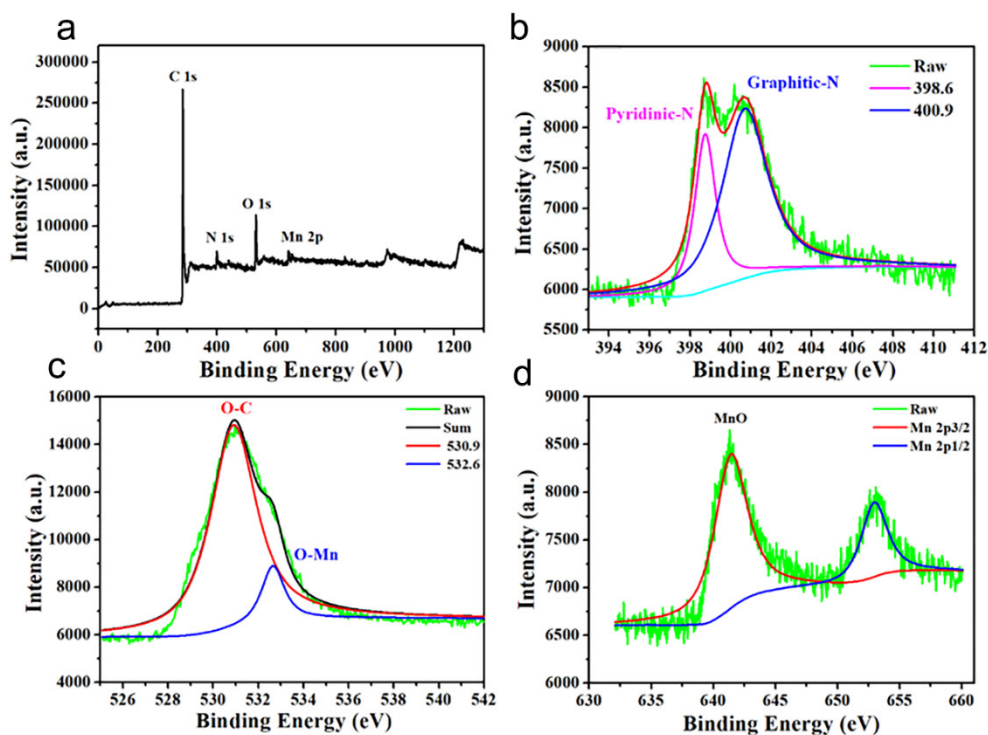 a
Intensity (a.u.)
300000
250000
200000
150000
100000
50000
0
C 1s
N 1s
O 1s
Mn 2p
0 200 400 600 800 1000 1200
Binding Energy (eV)
b
Intensity (a.u.)
9000
8500
8000
7500
7000
6500
6000
5500
Pyridinic-N
Graphitic-N
Raw
398.6
400.9
394 396 398 400 402 404 406 408 410 412
Binding Energy (eV)
c
Intensity (a.u.)
16000
14000
12000
10000
8000
6000
4000
O-C
O-Mn
Raw
Sum
530.9
532.6
526 528 530 532 534 536 538 540 542
Binding Energy (eV)
d
Intensity (a.u.)
9000
8500
8000
7500
7000
6500
6000
MnO
Raw
Mn 2p3/2
Mn 2p1/2
630 635 640 645 650 655 660
Binding Energy (eV)